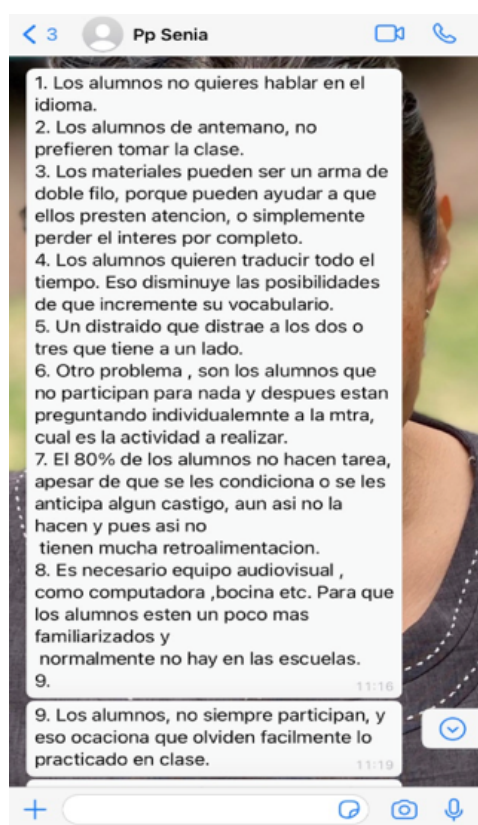 3
Pp Senia
1. Los alumnos no quieres hablar en el
idioma.
2. Los alumnos de antemano, no
prefieren tomar la clase.
3. Los materiales pueden ser un arma de
doble filo, porque pueden ayudar a que
ellos presten atencion, o simplemente
perder el interes por completo.
4. Los alumnos quieren traducir todo el
tiempo. Eso disminuye las posibilidades
de que incremente su vocabulario.
5. Un distraido que distrae a los dos o
tres que tiene a un lado.
6. Otro problema , son los alumnos que
no participan para nada y despues estan
preguntando individualemnte a la mtra,
cual es la actividad a realizar.
7. El 80% de los alumnos no hacen tarea,
apesar de que se les condiciona o se les
anticipa algun castigo, aun asi no la
hacen y pues asi no
tienen mucha retroalimentacion.
8. Es necesario equipo audiovisual ,
como computadora ,bocina etc. Para que
los alumnos esten un poco mas
familiarizados y
normalmente no hay en las escuelas.
9.
11:16
9. Los alumnos, no siempre participan, y
eso ocaciona que olviden facilmente lo
practicado en clase.
11:19